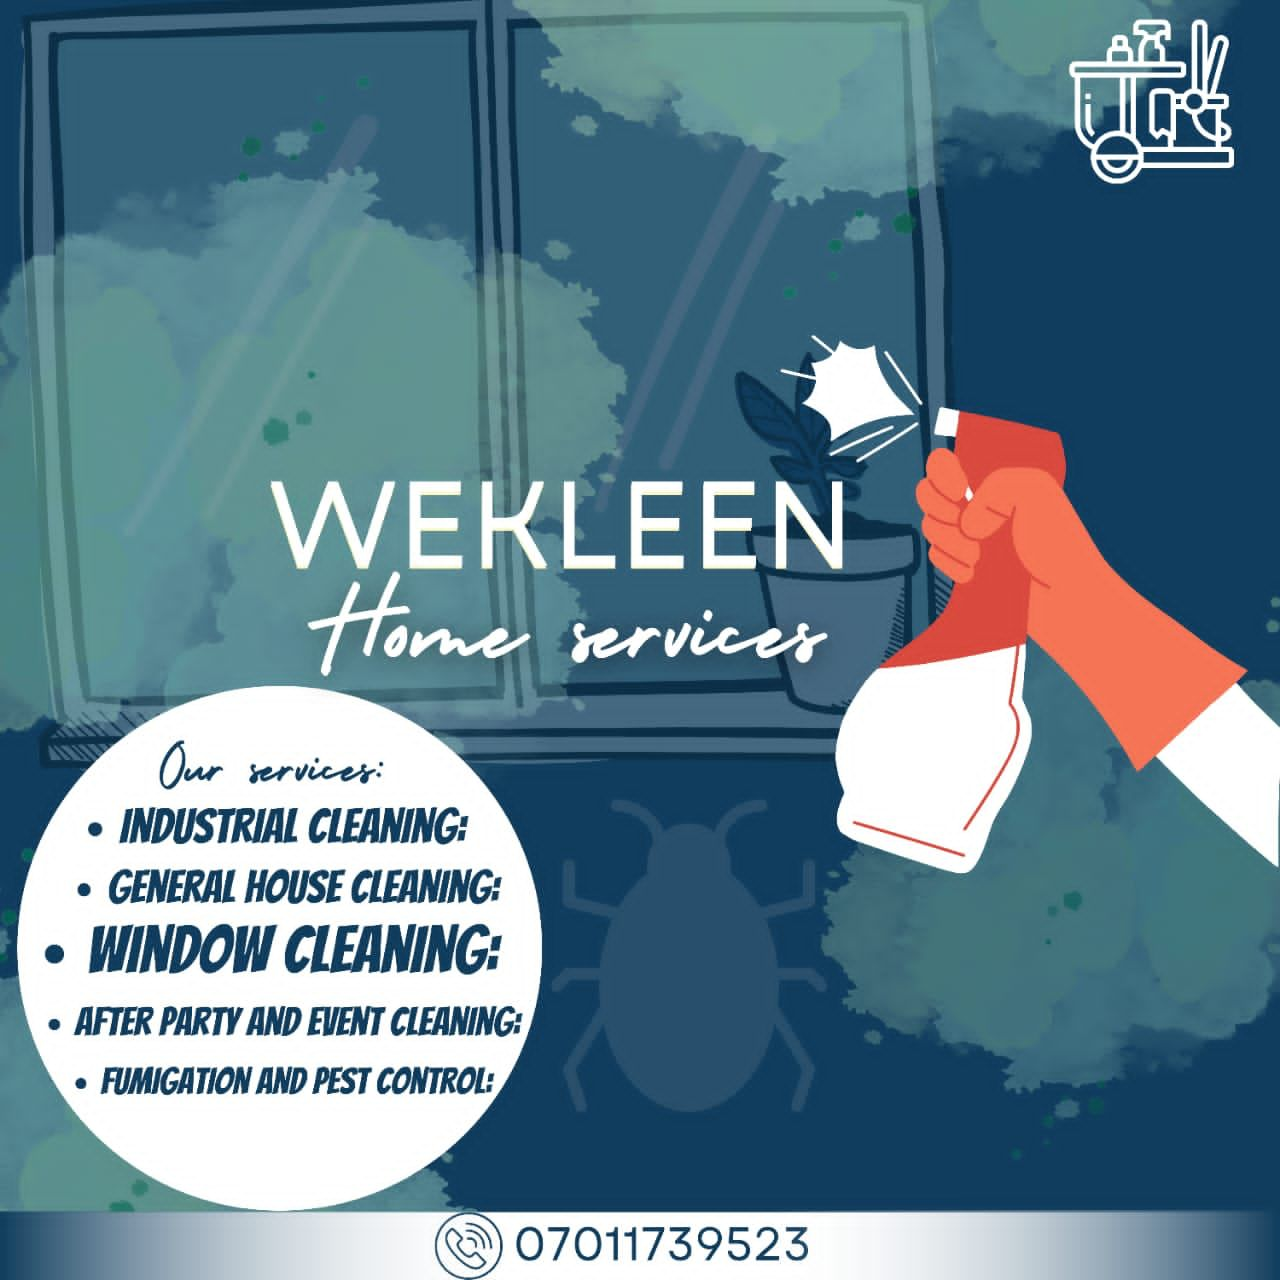 WEKLEEN
Home services
Our services:
• INDUSTRIAL CLEANING:
• GENERAL HOUSE CLEANING:
• WINDOW CLEANING:
• AFTER PARTY AND EVENT CLEANING:
• FUMIGATION AND PEST CONTROL:
07011739523